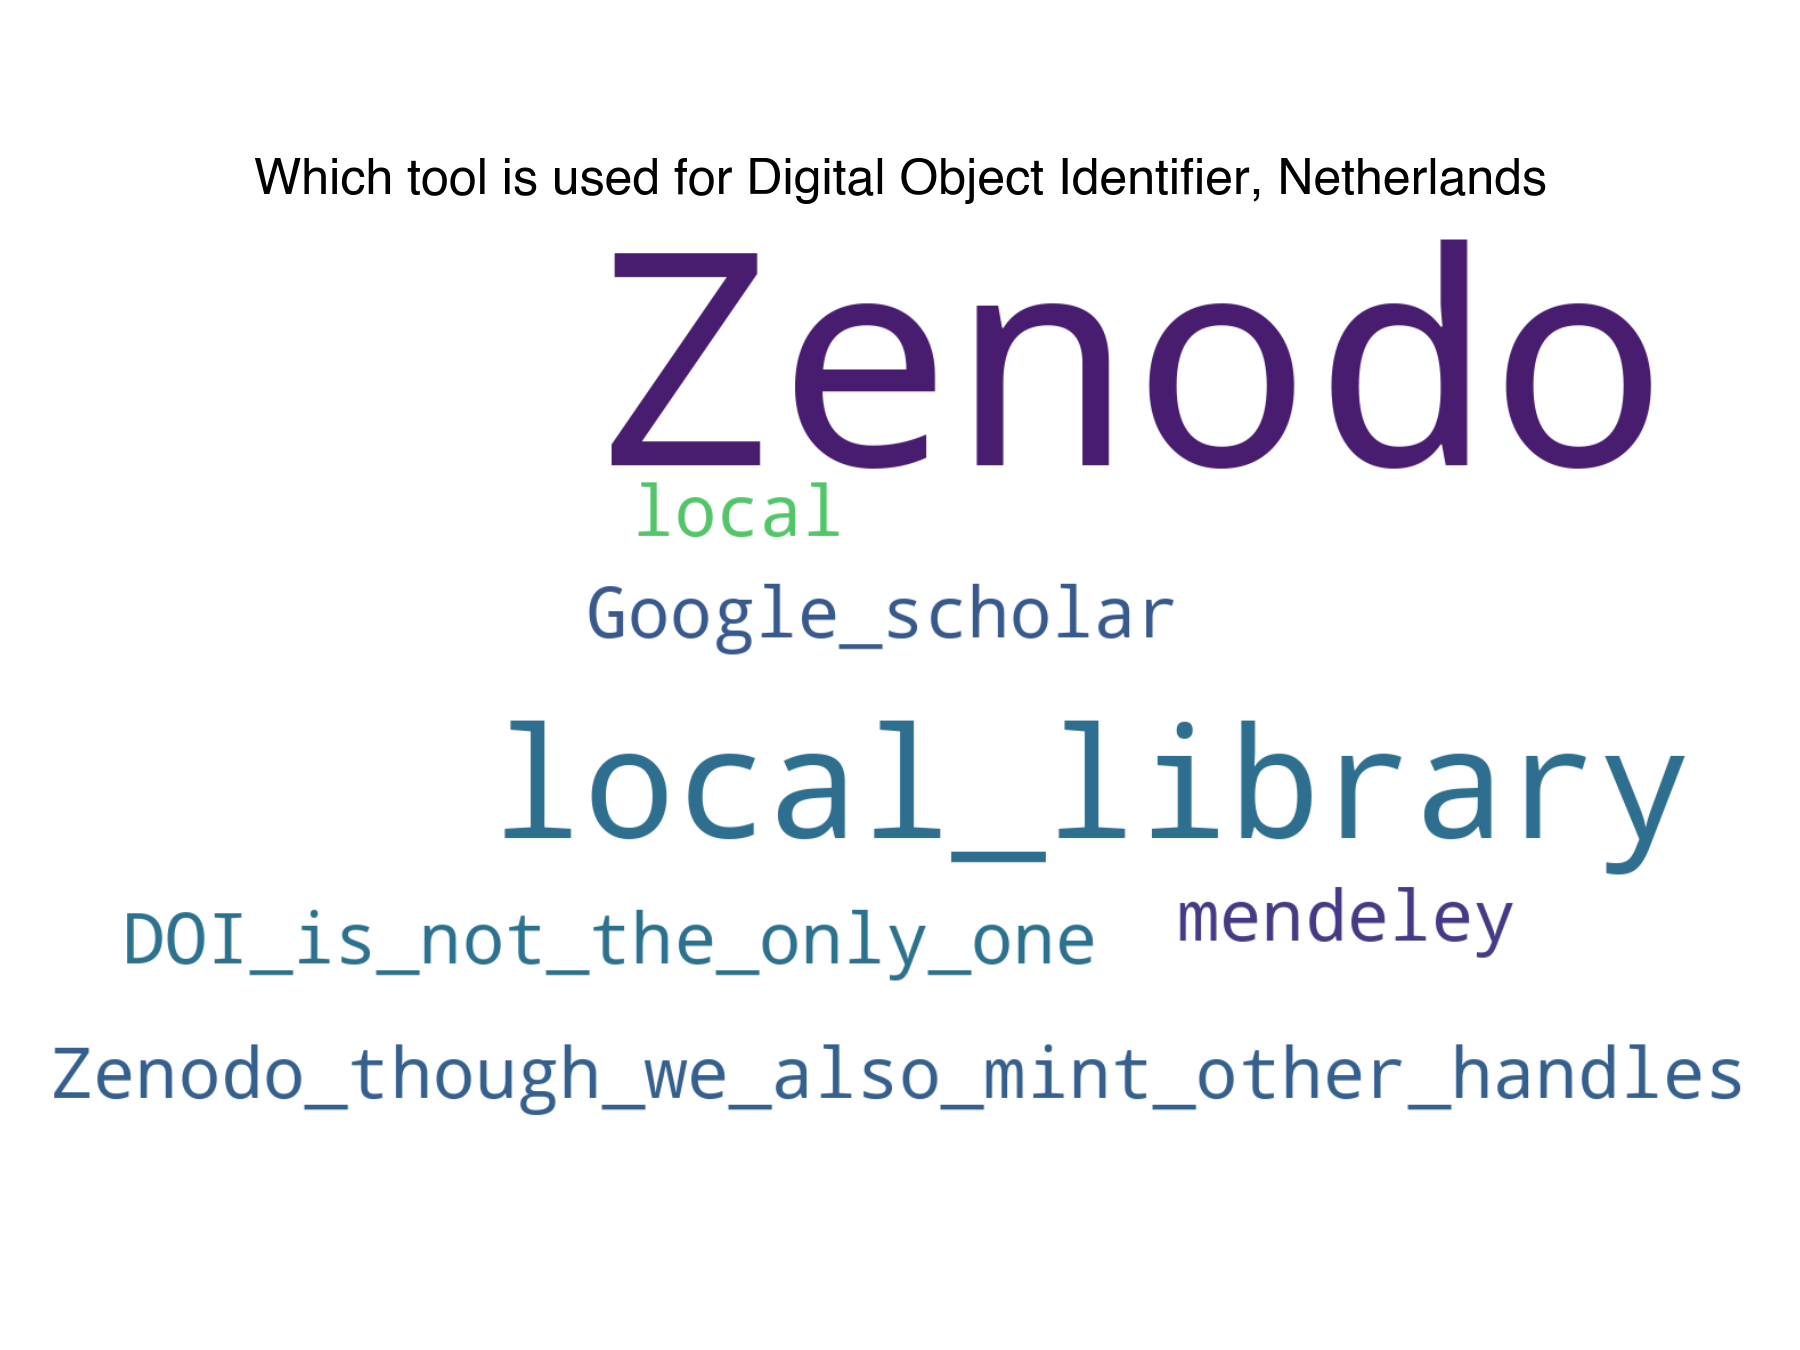 Which tool is used for Digital Object Identifier, Netherlands
Zenodo
local
Google_scholar
local_library
DOI_is_not_the_only_one
mendeley
Zenodo_though_we_also_mint_other_handles